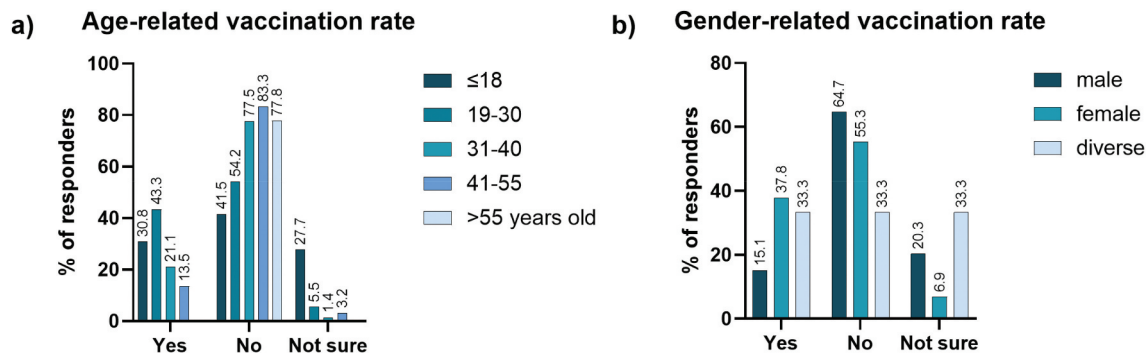 a) Age-related vaccination rate
% of responders
100
80
60
40
20
0
30.8
43.3
21.1
13.5
41.5
54.2
77.5
83.3
77.8
27.7
5.5
1.4
3.2
Yes
No
Not sure
≤18
19-30
31-40
41-55
>55 years old
b) Gender-related vaccination rate
% of responders
80
60
40
20
0
15.1
37.8
33.3
64.7
55.3
33.3
20.3
6.9
33.3
Yes
No
Not sure
male
female
diverse